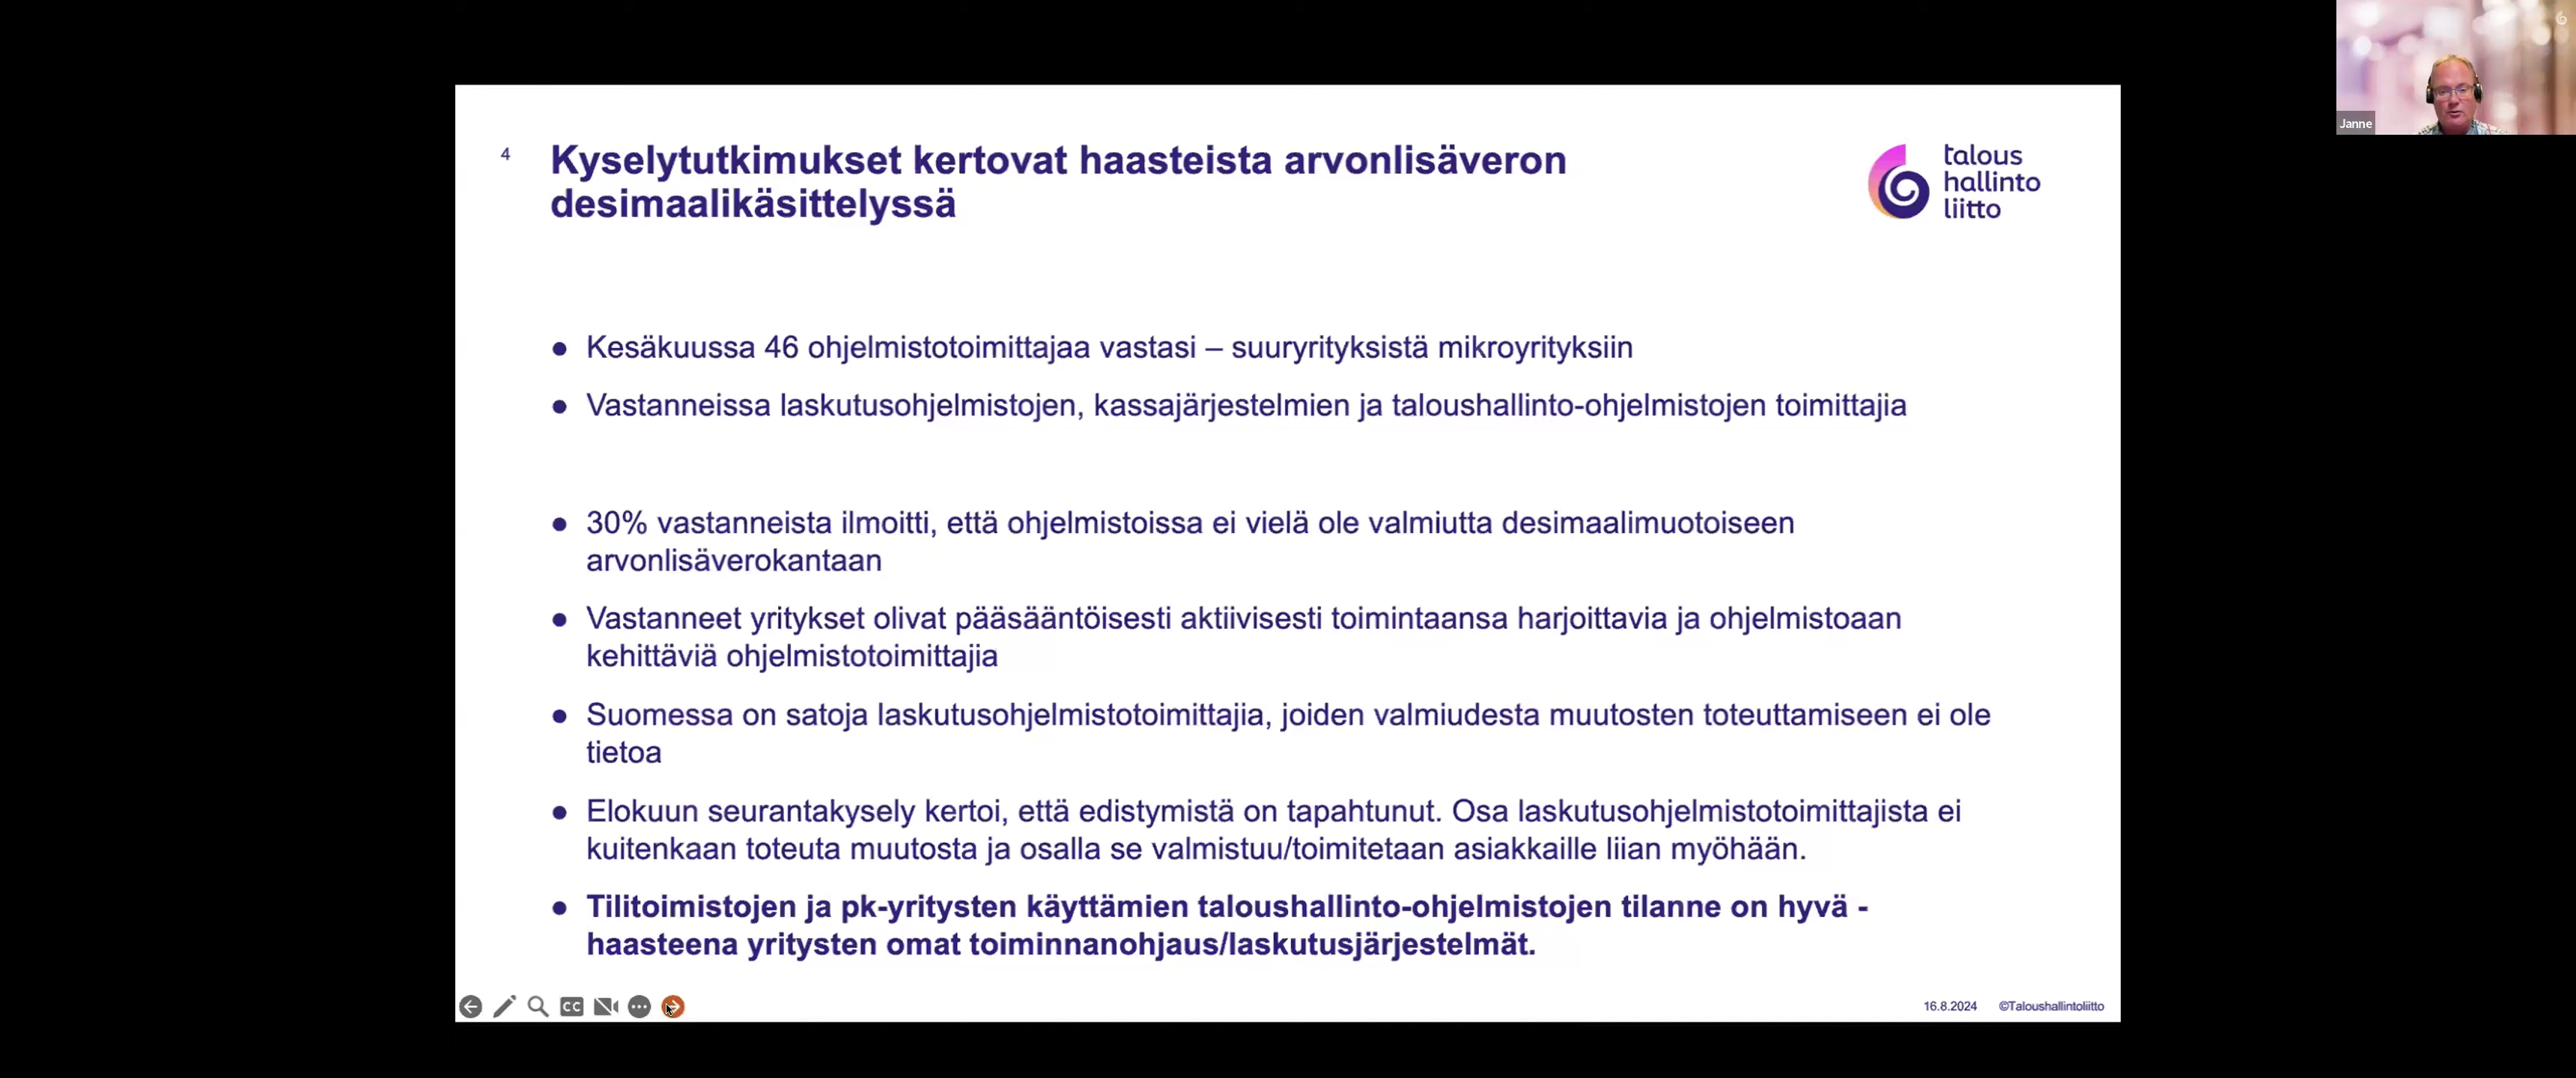 Janne
4
Kyselytutkimukset kertovat haasteista arvonlisäveron
desimaalikäsittelyssä
talous
hallinto
liitto
● Kesäkuussa 46 ohjelmistotoimittajaa vastasi – suuryrityksistä mikroyrityksiin
● Vastanneissa laskutusohjelmistojen, kassajärjestelmien ja taloushallinto-ohjelmistojen toimittajia
● 30% vastanneista ilmoitti, että ohjelmistoissa ei vielä ole valmiutta desimaalimuotoiseen
arvonlisäverokantaan
● Vastanneet yritykset olivat pääsääntöisesti aktiivisesti toimintaansa harjoittavia ja ohjelmistoaan
kehittäviä ohjelmistotoimittajia
● Suomessa on satoja laskutusohjelmistotoimittajia, joiden valmiudesta muutosten toteuttamiseen ei ole
tietoa
● Elokuun seurantakysely kertoi, että edistymistä on tapahtunut. Osa laskutusohjelmistotoimittajista ei
kuitenkaan toteuta muutosta ja osalla se valmistuu/toimitetaan asiakkaille liian myöhään.
● Tilitoimistojen ja pk-yritysten käyttämien taloushallinto-ohjelmistojen tilanne on hyvä -
haasteena yritysten omat toiminnanohjaus/laskutusjärjestelmät.
CC
16.8.2024 ©Taloushallintoliitto